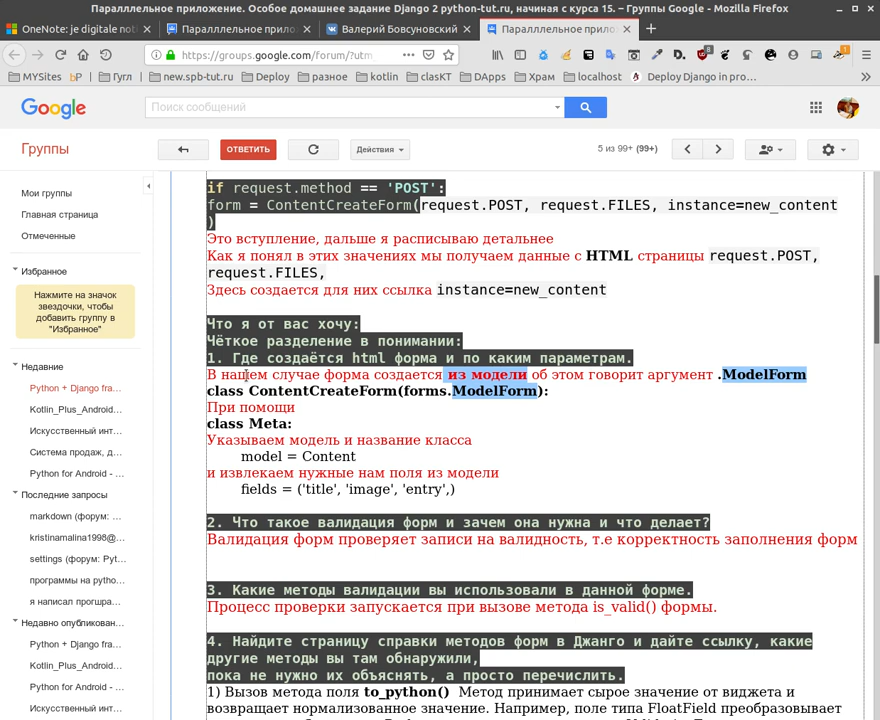 Параллельное приложение. Особое домашнее задание Django 2 python-tut.ru, начиная с курса 15. – Группы Google - Mozilla Firefox
OneNote: je digitale not
Параллельное прило
Валерий Бовсуновский
Параллельное прило
https://groups.google.com/forum/?utm
MYSites
bP
Гугл
new.spb-tut.ru
Deploy
разное
kotlin
clasKT
DApps
Храм
localhost
Deploy Django in pro…
Google
Поиск сообщений
Группы
ОТВЕТИТЬ
Действия
5 из 99+ (99+)
Мои группы
Главная страница
Отмеченные
Избранное
Нажмите на значок
звездочки, чтобы
добавить группу в
"Избранное"
Недавние
Python + Django fra...
Kotlin_Plus_Android...
Искусственный инт...
Система продаж, д...
Python for Android - ...
Последние запросы
markdown (форум: ...
kristinamalina1998@...
settings (форум: Pyt...
программы на pytho...
я написал прогшра...
Недавно опубликован...
Python + Django fra...
Kotlin_Plus_Android...
Python for Android - ...
Искусственный инт...
if request.method == 'POST':
form = ContentCreateForm(request.POST, request.FILES, instance=new_content
)
Это вступление, дальше я расписываю детальнее
Как я понял в этих значениях мы получаем данные с HTML страницы request.POST,
request.FILES,
Здесь создается для них ссылка instance=new_content
Что я от вас хочу:
Чёткое разделение в понимании:
1. Где создаётся html форма и по каким параметрам.
В нашем случае форма создается из модели об этом говорит аргумент .ModelForm
class ContentCreateForm(forms.ModelForm):
При помощи
class Meta:
Указываем модель и название класса
model = Content
и извлекаем нужные нам поля из модели
fields = ('title', 'image', 'entry',)
2. Что такое валидация форм и зачем она нужна и что делает?
Валидация форм проверяет записи на валидность, т.е корректность заполнения форм
3. Какие методы валидации вы использовали в данной форме.
Процесс проверки запускается при вызове метода is_valid() формы.
4. Найдите страницу справки методов форм в Джанго и дайте ссылку, какие
другие методы вы там обнаружили,
пока не нужно их объяснять, а просто перечислить.
1) Вызов метода поля to_python() Метод принимает сырое значение от виджета и
возвращает нормализованное значение. Например, поле типа FloatField преобразовывает